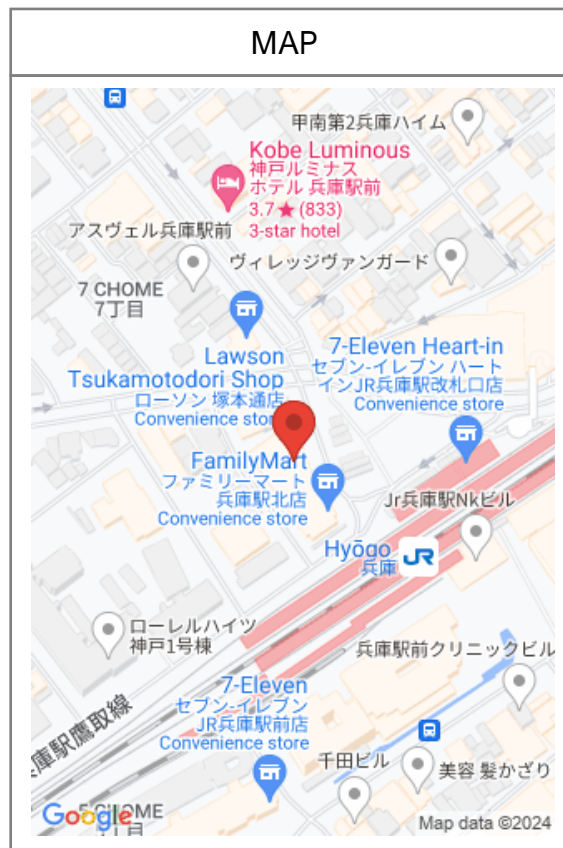 MAP
甲南第2兵庫ハイム
Kobe Luminous
神戸ルミナス
ホテル 兵庫駅前
3.7★ (833)
3-star hotel
アスヴェル兵庫駅前
ヴィレッジヴァンガード
7 CHOME
7丁目
Lawson
Tsukamotodori Shop
ローソン 塚本通店
Convenience store
7-Eleven Heart-in
セブン-イレブン ハート
インJR兵庫駅改札口店
Convenience store
FamilyMart
ファミリーマート
兵庫駅北店
Convenience store
Jr兵庫駅Nkビル
Hyōgo
兵庫
JR
ローレルハイツ
神戸1号棟
兵庫駅前クリニックビル
7-Eleven
セブン-イレブン
JR兵庫駅前店
Convenience store
庫駅鷹取線
千田ビル
美容 髪かざり
Google
CHOME
丁目
Map data ©2024